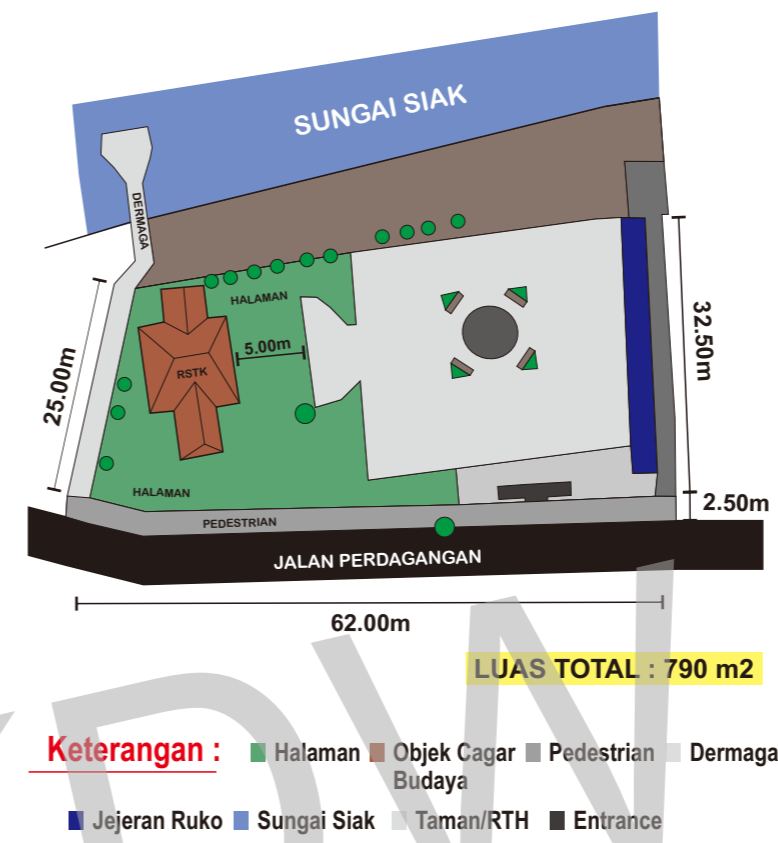 SUNGAI SIAK
DERMAGA
HALAMAN
5.00m
RSTK
25.00m
32.50m
HALAMAN
2.50m
PEDESTRIAN
JALAN PERDAGANGAN
62.00m
LUAS TOTAL : 790 m2
Keterangan :
Halaman Objek Cagar Budaya Pedestrian Dermaga
Jejeran Ruko Sungai Siak Taman/RTH Entrance
DW